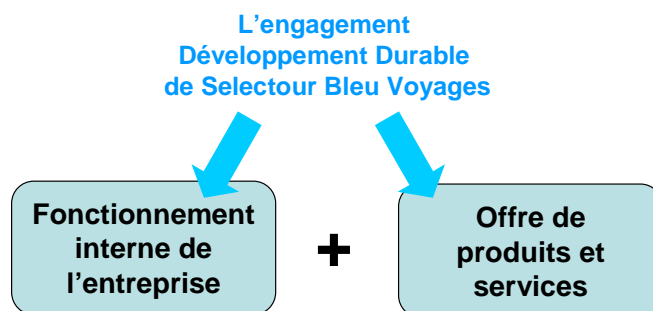 L'engagement
Développement Durable
de Selectour Bleu Voyages
Fonctionnement
interne de
l'entreprise
+
Offre de
produits et
services